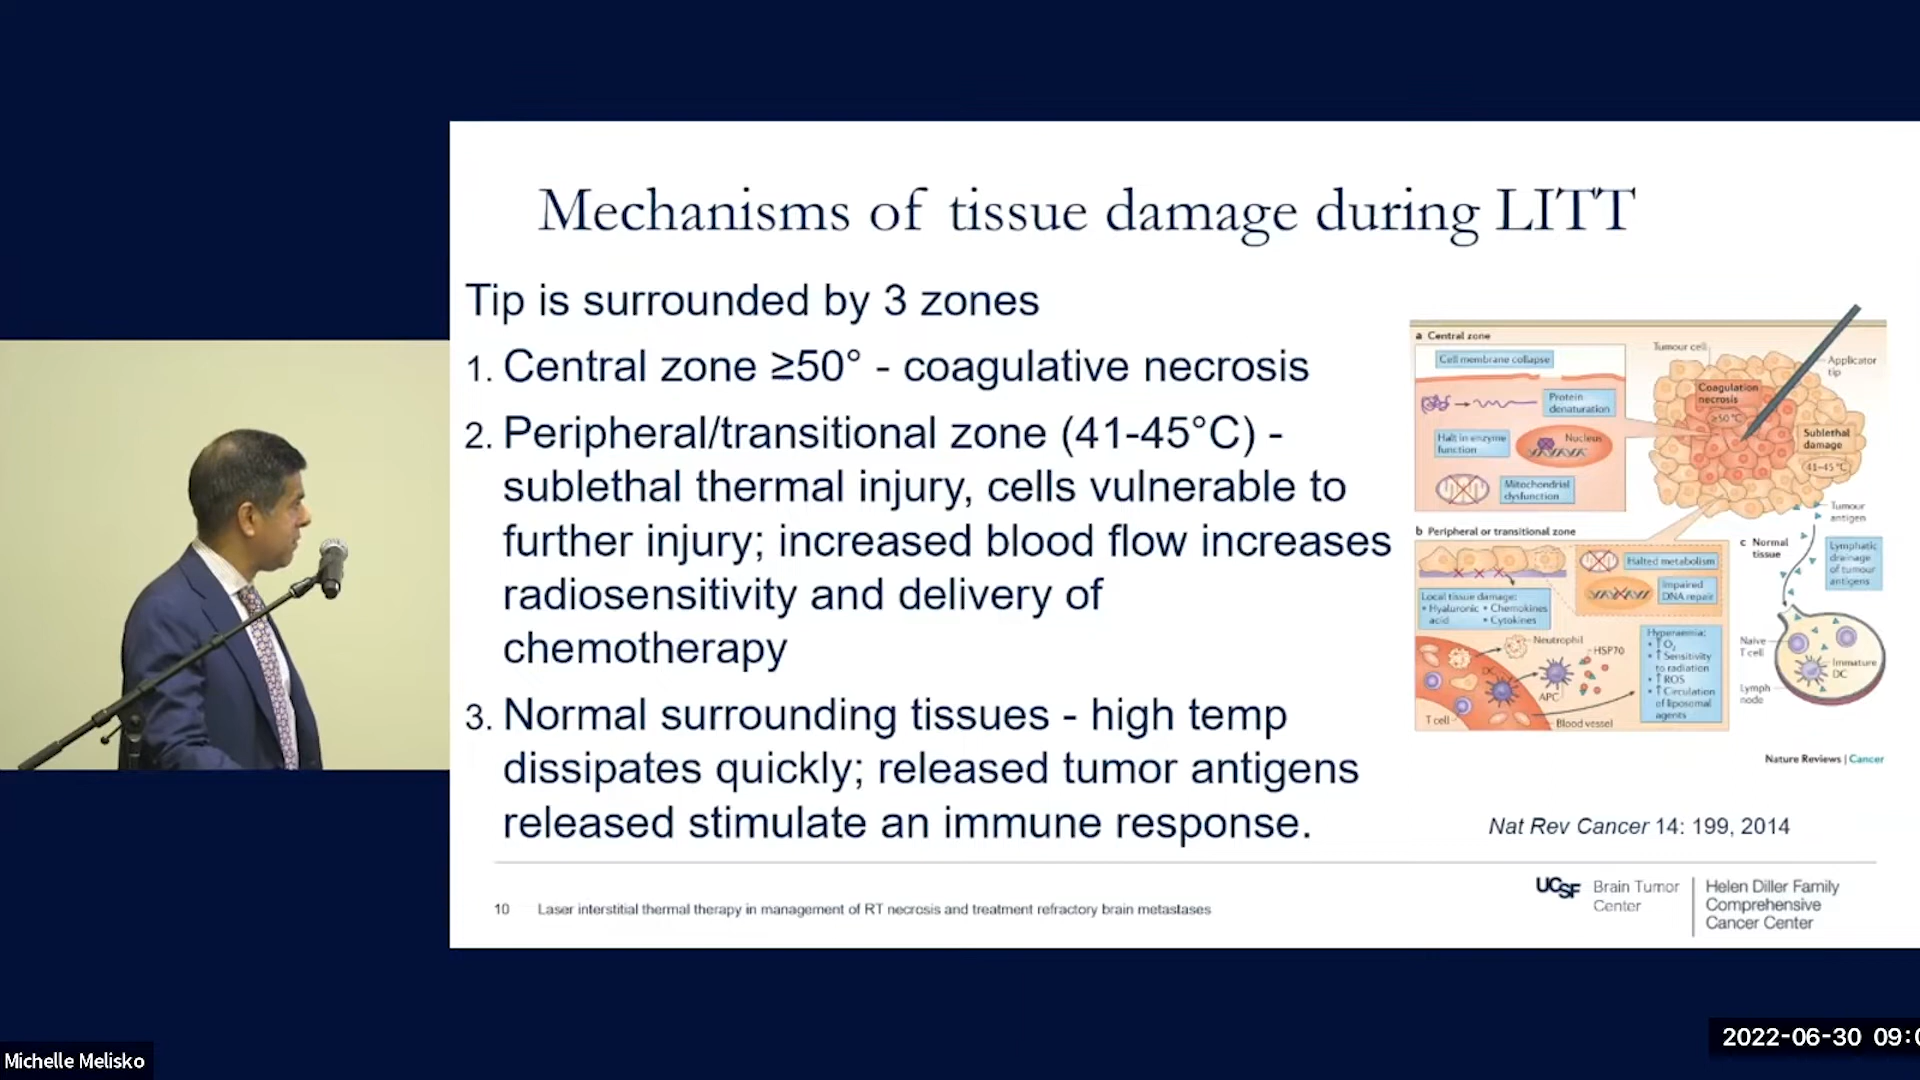 Mechanisms of tissue damage during LITT
Tip is surrounded by 3 zones
1. Central zone ≥50° - coagulative necrosis
2. Peripheral/transitional zone (41-45°C) -
sublethal thermal injury, cells vulnerable to
further injury; increased blood flow increases
radiosensitivity and delivery of
chemotherapy
3. Normal surrounding tissues - high temp
dissipates quickly; released tumor antigens
released stimulate an immune response.
a Central zone
Cell membrane collapse
Protein
denaturation
Halt in enzyme
function
Nucleus
Mitochondrial
dysfunction
Tumour cell
Applicator
tip
Coagulation
necrosis
≥50 °C
Sublethal
damage
41–45 °C
Tumour
antigen
b Peripheral or transitional zone
Halted metabolism
Impaired
DNA repair
Local tissue damage:
• Hyaluronic • Chemokines
acid • Cytokines
Neutrophil
HSP70
DC
APC
T cell
Blood vessel
Hyperaemia:
• ↑O₂
• ↑Sensitivity
to radiation
• ↑ROS
• ↑Circulation
of liposomal
agents
c Normal
tissue
Lymphatic
drainage
of tumour
antigens
Naive
T cell
Immature
DC
Lymph
node
Nature Reviews | Cancer
Nat Rev Cancer 14: 199, 2014
10 Laser interstitial thermal therapy in management of RT necrosis and treatment refractory brain metastases
UCSF Brain Tumor
Center
Helen Diller Family
Comprehensive
Cancer Center
Michelle Melisko
2022-06-30 09:0